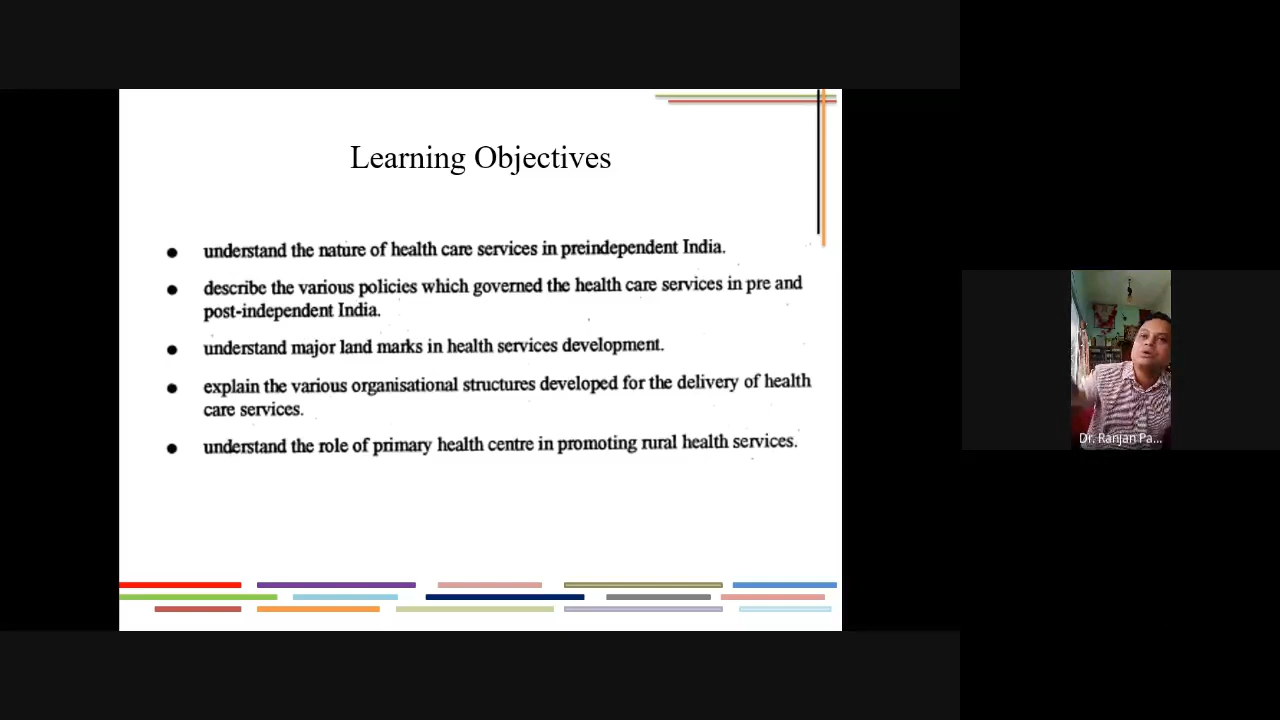 Learning Objectives
● understand the nature of health care services in preindependent India.
● describe the various policies which governed the health care services in pre and
post-independent India.
● understand major land marks in health services development.
● explain the various organisational structures developed for the delivery of health
care services.
● understand the role of primary health centre in promoting rural health services.
Dr. Ranjan Pa...